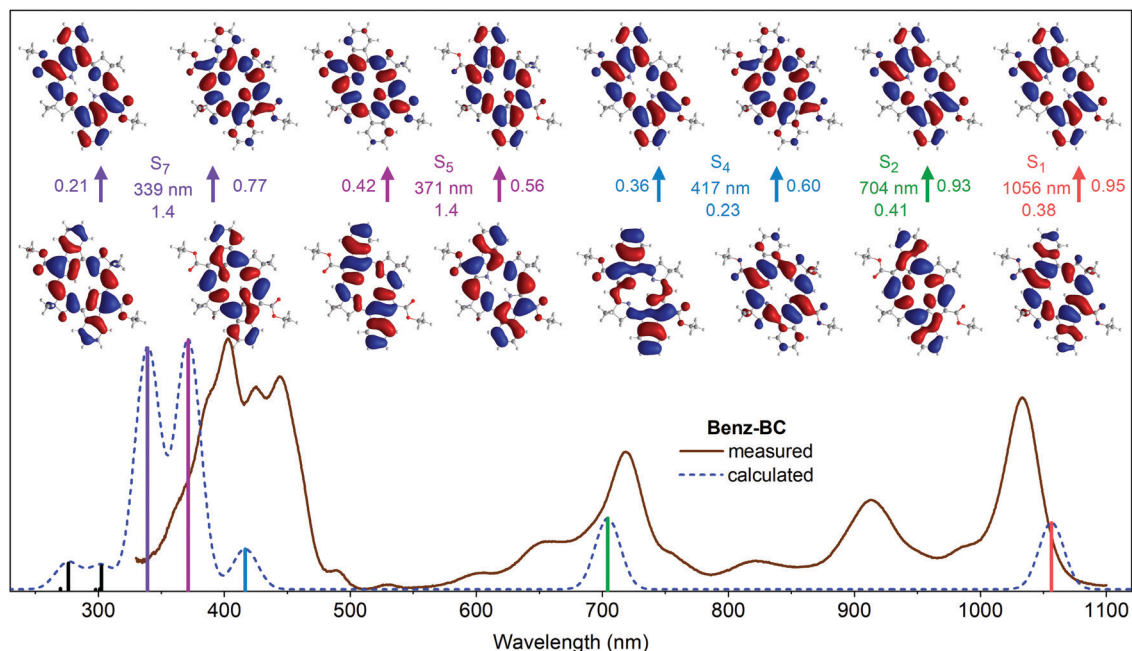 S₇ S₅ S₄ S₂ S₁
0.21 339 nm 0.77 0.42 371 nm 0.56 0.36 417 nm 0.60 704 nm 0.93 1056 nm 0.95
1.4 1.4 0.23 0.41 0.38
Benz-BC
measured
calculated
300 400 500 600 700 800 900 1000 1100
Wavelength (nm)